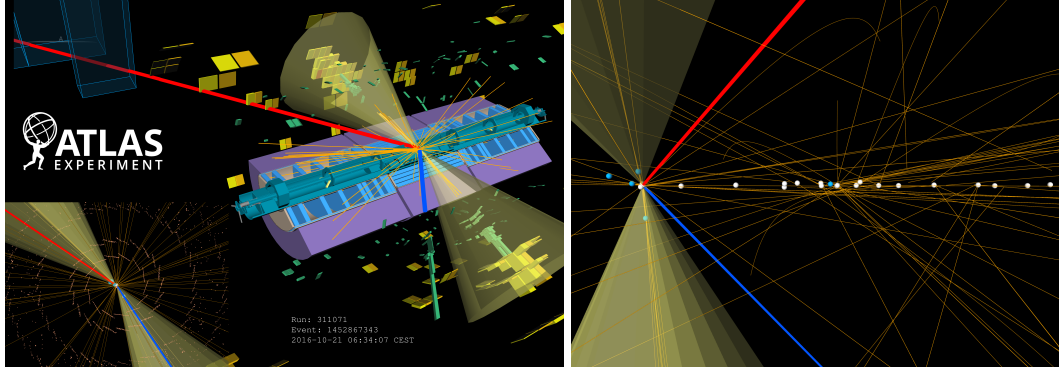 ATLAS
EXPERIMENT
Run: 311071
Event: 1452867343
2016-10-21 06:34:07 CEST